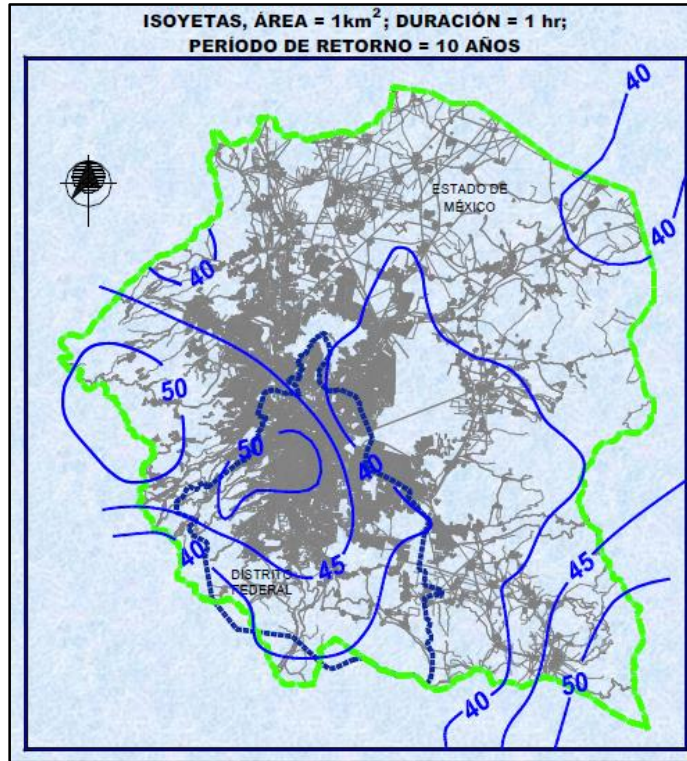 ISOYETAS, ÁREA = 1km²; DURACIÓN = 1 hr;
PERÍODO DE RETORNO = 10 AÑOS
40
ESTADO DE
MÉXICO
40
40
50
50
40
40
45
45
DISTRITO
FEDERAL
50
40